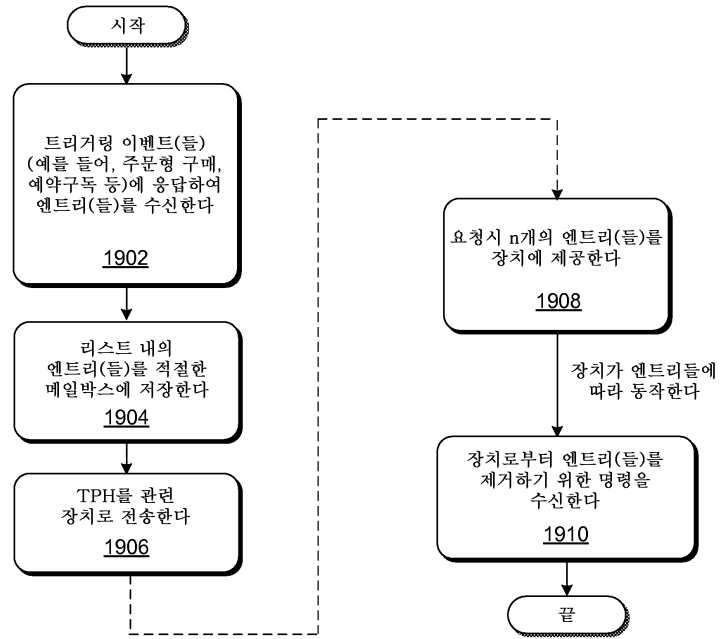 시작
트리거링 이벤트(들)
(예를 들어, 주문형 구매,
예약구독 등)에 응답하여
엔트리(들)를 수신한다
1902
리스트 내의
엔트리(들)를 적절한
메일박스에 저장한다
1904
TPH를 관련
장치로 전송한다
1906
요청시 n개의 엔트리(들)를
장치에 제공한다
1908
장치가 엔트리들에
따라 동작한다
장치로부터 엔트리(들)를
제거하기 위한 명령을
수신한다
1910
끝